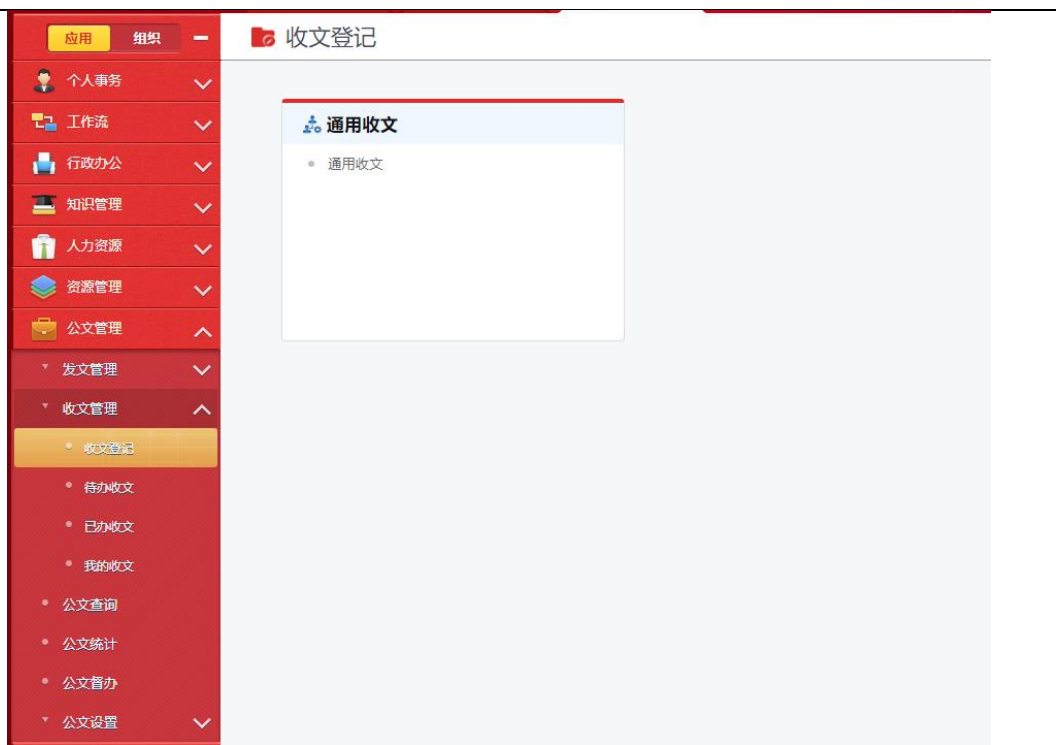 应用 组织
个人事务
工作流
行政办公
知识管理
人力资源
资源管理
公文管理
发文管理
收文管理
收文登记
待办收文
已办收文
我的收文
公文查询
公文统计
公文督办
公文设置
收文登记
通用收文
通用收文